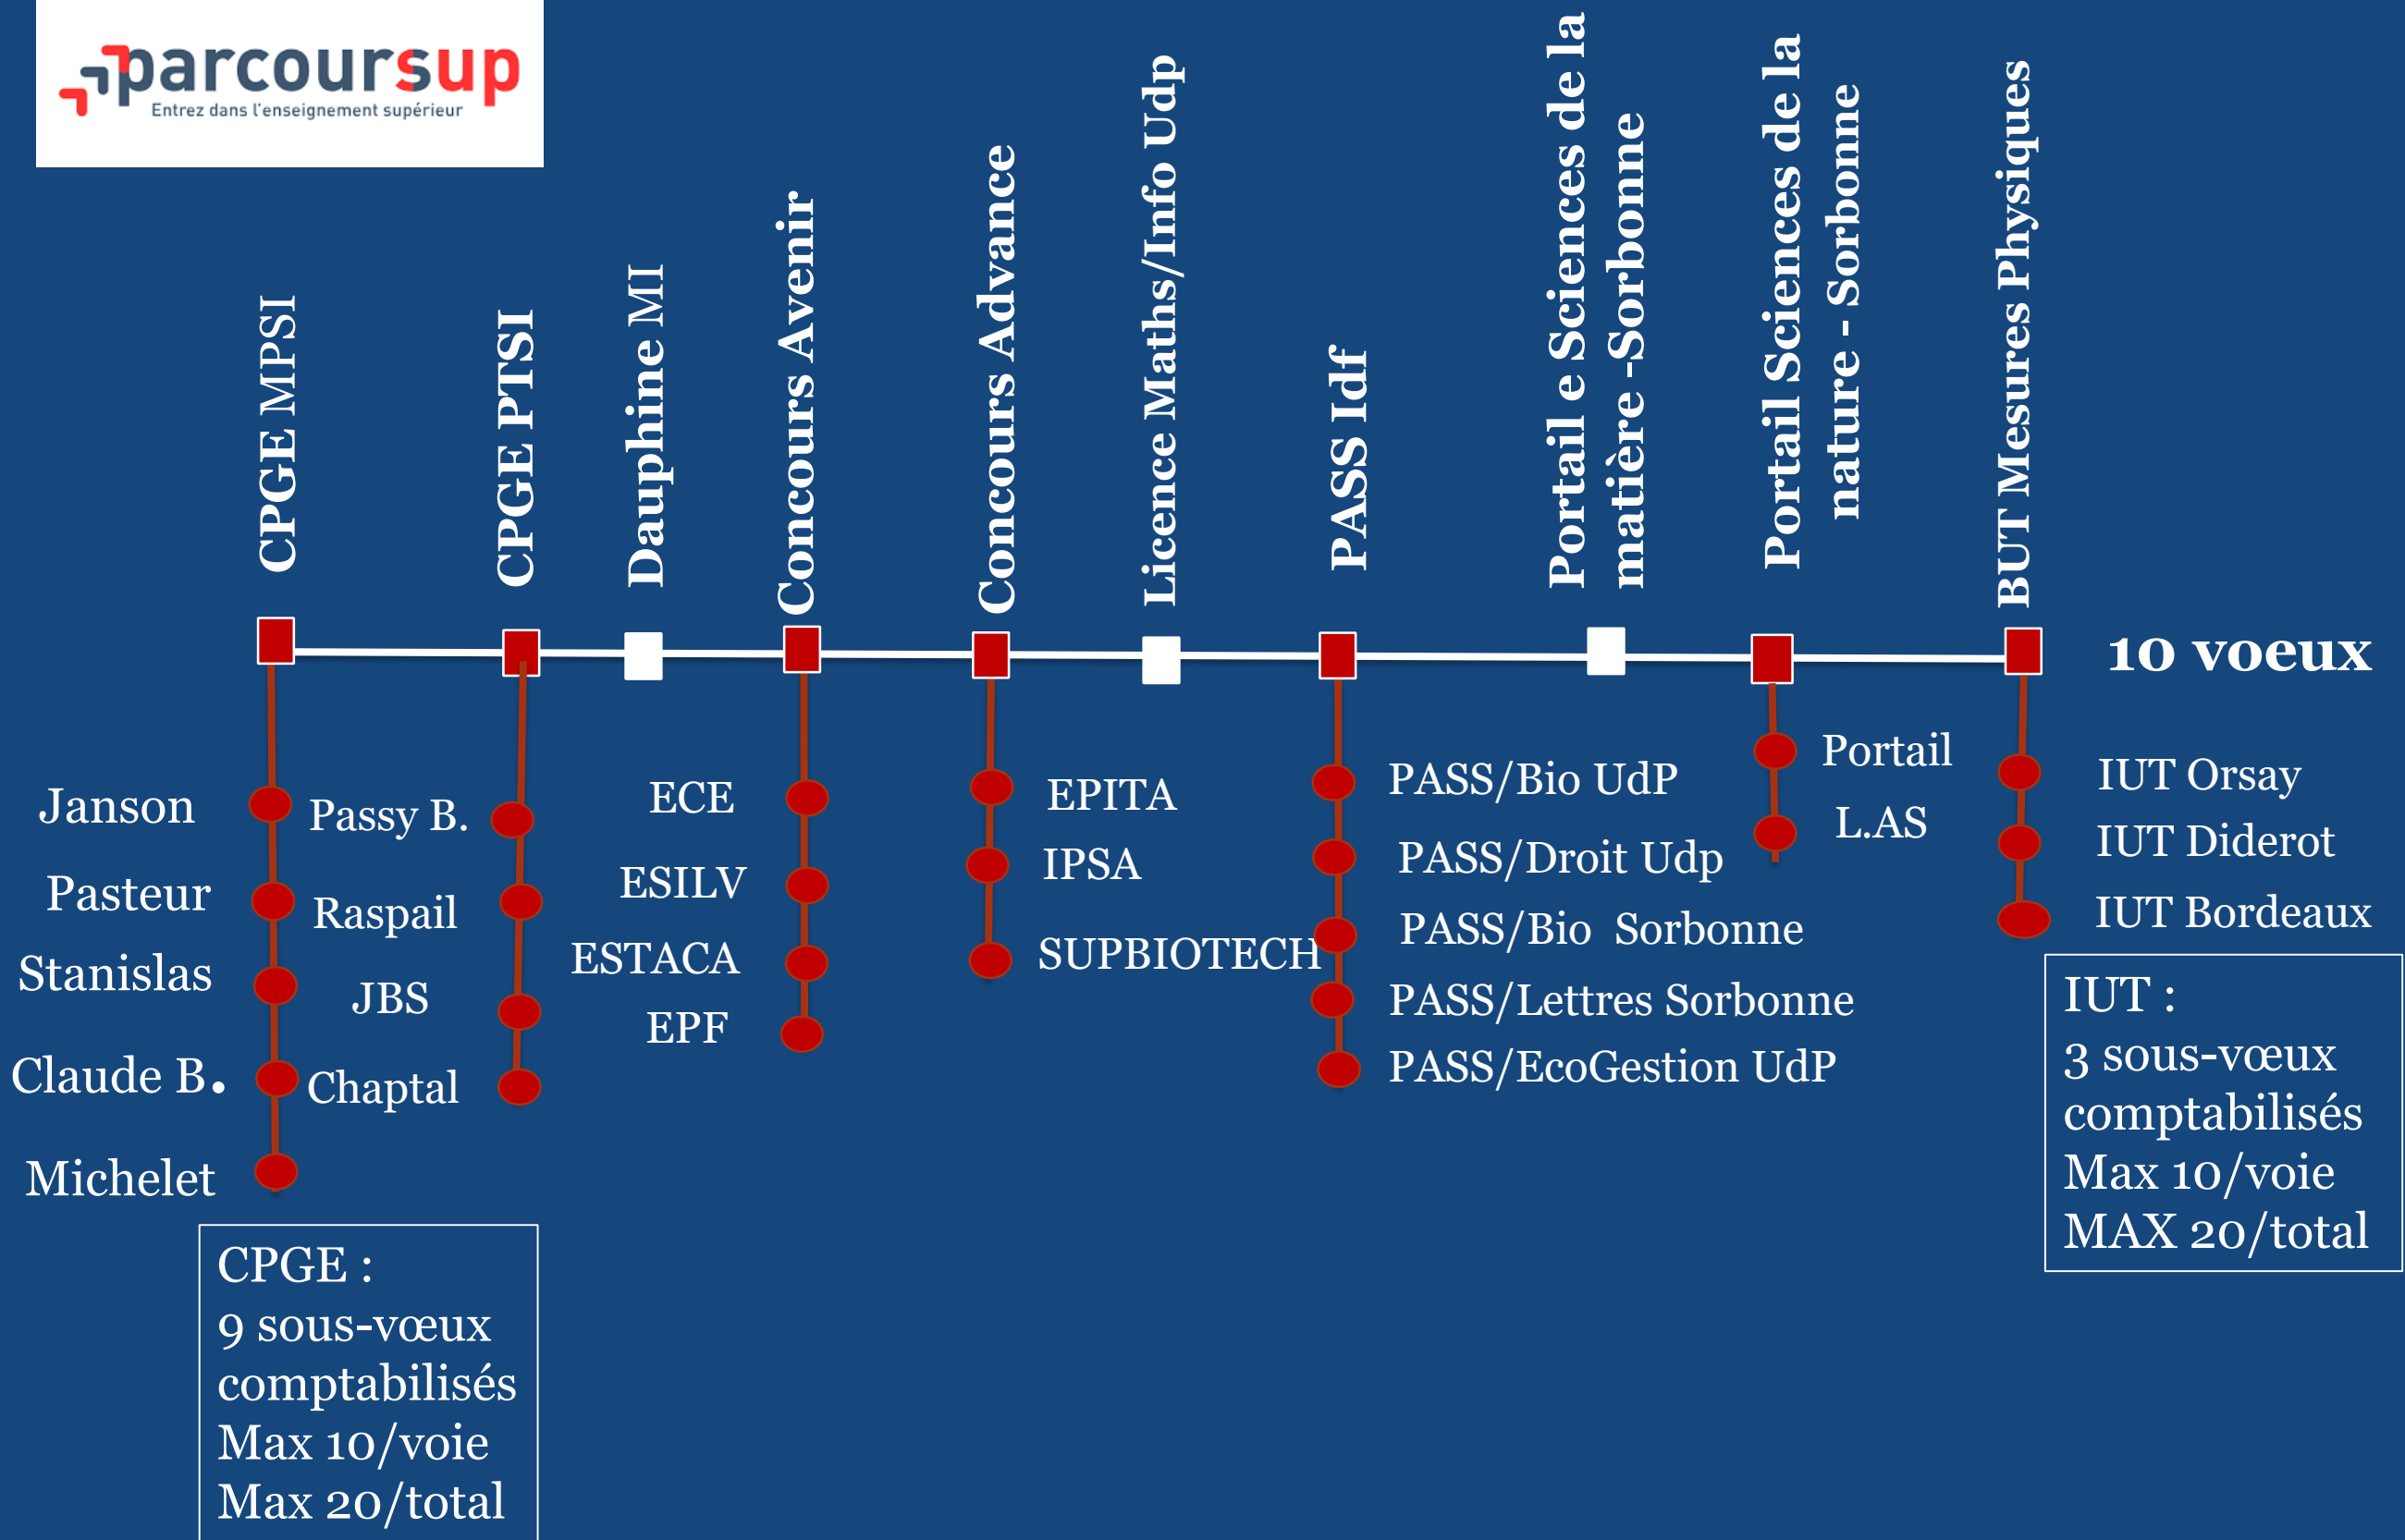 parcoursup
Entrez dans l'enseignement supérieur
CPGE MPSI
CPGE PTSI
Dauphine MI
Concours Avenir
Concours Advance
Licence Maths/Info Udp
PASS Idf
Portail e Sciences de la
matière -Sorbonne
Portail Sciences de la
nature - Sorbonne
BUT Mesures Physiques
10 voeux
Janson
Pasteur
Stanislas
Claude B.
Michelet
Passy B.
Raspail
JBS
Chaptal
ECE
ESILV
ESTACA
EPF
EPITA
IPSA
SUPBIOTECH
PASS/Bio UdP
PASS/Droit Udp
PASS/Bio  Sorbonne
PASS/Lettres Sorbonne
PASS/EcoGestion UdP
Portail
L.AS
IUT Orsay
IUT Diderot
IUT Bordeaux
CPGE :
9 sous-vœux
comptabilisés
Max 10/voie
Max 20/total
IUT :
3 sous-vœux
comptabilisés
Max 10/voie
MAX 20/total